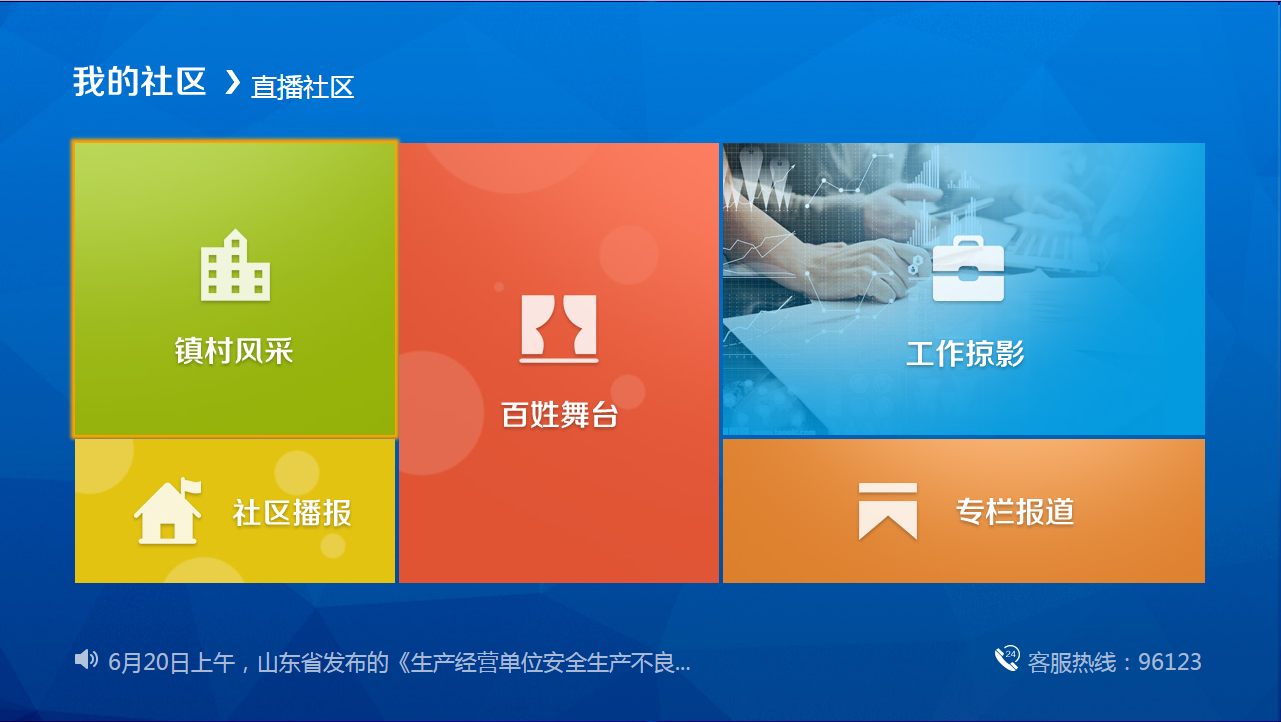 我的社区 》 直播社区
镇村风采
百姓舞台
工作掠影
社区播报
专栏报道
6月20日上午，山东省发布的《生产经营单位安全生产不良...
24 客服热线：96123